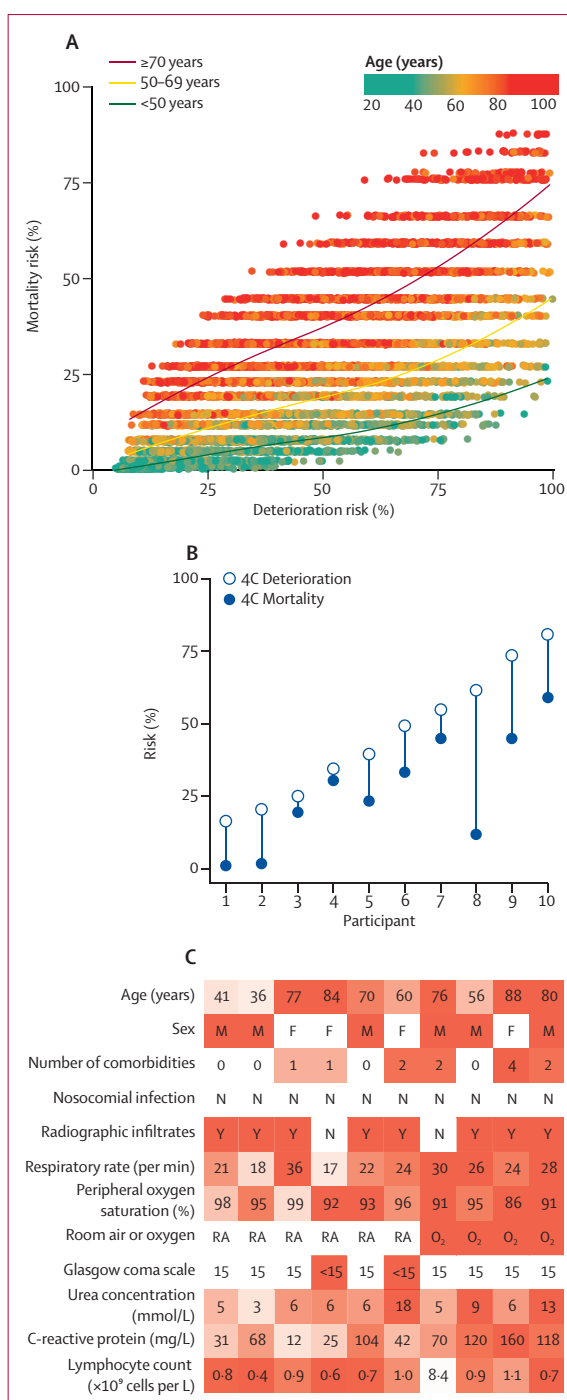 A
≥70 years
50–69 years
<50 years
Age (years)
20 40 60 80 100
100
75
50
25
0
Mortality risk (%)
0 25 50 75 100
Deterioration risk (%)
B
4C Deterioration
4C Mortality
100
75
50
25
0
Risk (%)
1 2 3 4 5 6 7 8 9 10
Participant
C
Age (years) 41 36 77 84 70 60 76 56 88 80
Sex M M F F M F M M F M
Number of comorbidities 0 0 1 1 0 2 2 0 4 2
Nosocomial infection N N N N N N N N N N
Radiographic infiltrates Y Y Y N Y Y N Y Y Y
Respiratory rate (per min) 21 18 36 17 22 24 30 26 24 28
Peripheral oxygen
saturation (%) 98 95 99 92 93 96 91 95 86 91
Room air or oxygen RA RA RA RA RA RA O₂ O₂ O₂ O₂
Glasgow coma scale 15 15 15 <15 15 <15 15 15 15 15
Urea concentration
(mmol/L) 5 3 6 6 6 18 5 9 6 13
C-reactive protein (mg/L) 31 68 12 25 104 42 70 120 160 118
Lymphocyte count
(×10⁹ cells per L) 0·8 0·4 0·9 0·6 0·7 1·0 8·4 0·9 1·1 0·7